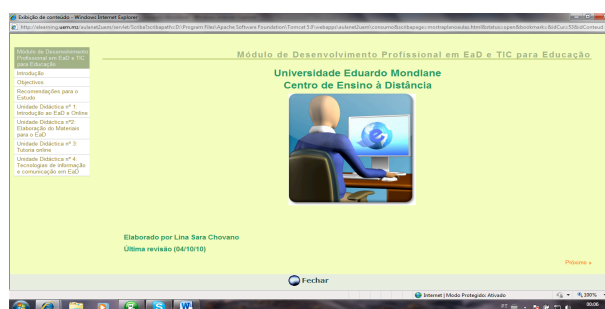 Exibição de conteúdo - Windows Internet Explorer
Módulo de Desenvolvimento Profissional em EaD e TIC para Educação
Módulo de Desenvolvimento
Profissional em EaD e TIC
para Educação
Introdução
Objectivos
Recomendações para o
Estudo
Unidade Didáctica nº 1:
Introdução ao EaD e Online
Unidade Didáctica nº2:
Elaboração do Materiais
para o EaD
Unidade Didáctica nº 3:
Tutoria online
Unidade Didáctica nº 4:
Tecnologias de informação
e comunicação em EaD
Universidade Eduardo Mondlane
Centro de Ensino à Distância
Elaborado por Lina Sara Chovano
Última revisão (04/10/10)
Próximo »
Fechar
Internet | Modo Protegido: Ativado
100%
PT
00:06